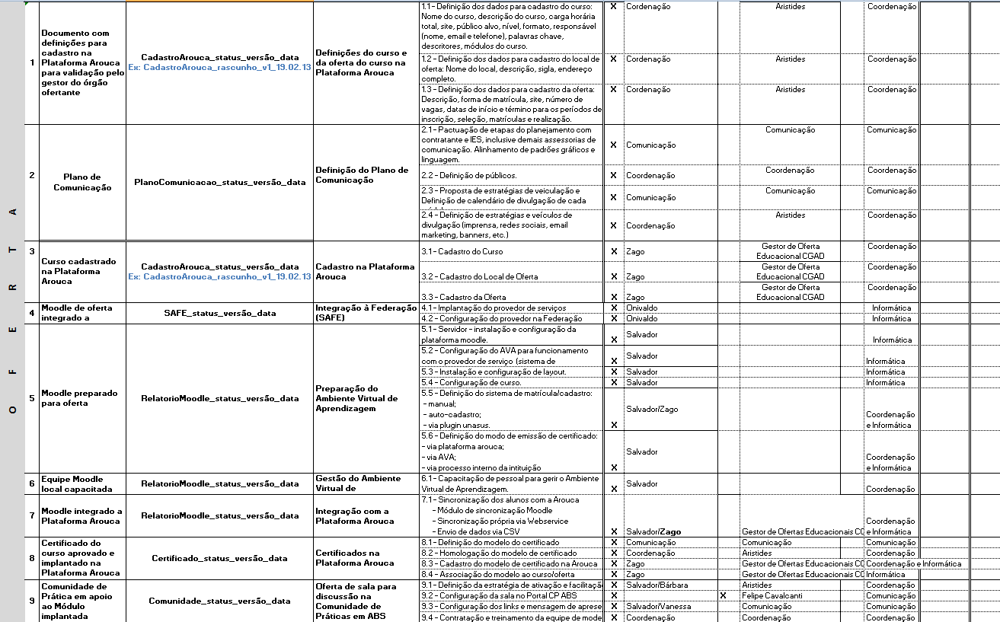 O F E R T A
1
Documento com
definições para
cadastro na
Plataforma Arouca
para validação pelo
gestor do órgão
ofertante
CadastroArouca_status_versão_data
Ex: CadastroArouca_rascunho_v1_19.02.13
Definições do curso e
da oferta do curso na
Plataforma Arouca
1.1 - Definição dos dados para cadastro do curso:
Nome do curso, descrição do curso, carga horária
total, site, público alvo, nível, formato, responsável
(nome, email e telefone), palavras chave,
descritores, módulos do curso.
X Cordenação Aristides Coordenação
1.2 - Definição dos dados para cadastro do local de
oferta: Nome do local, descrição, sigla, endereço
completo.
X Cordenação Aristides Coordenação
1.3 - Definição dos dados para cadastro da oferta:
Descrição, forma de matrícula, site, número de
vagas, datas de início e término para os períodos de
inscrição, seleção, matrículas e realização.
X Cordenação Aristides Coordenação
2
Plano de
Comunicação
PlanoComunicacao_status_versão_data
Definição do Plano de
Comunicação
2.1 - Pactuação de etapas do planejamento com
contratante e IES, inclusive demais assessorias de
comunicação. Alinhamento de padrões gráficos e
linguagem.
X Comunicação Comunicação Comunicação
2.2 - Definição de públicos.
X Coordenação Coordenação Coordenação
2.3 - Proposta de estratégias de veiculação e
Definição de calendário de divulgação de cada
X Comunicação Comunicação Comunicação
2.4 - Definição de estratégias e veículos de
divulgação (imprensa, redes sociais, email
marketing, banners, etc.)
X Coordenação Aristides Coordenação
3
Curso cadastrado
na Plataforma
Arouca
CadastroArouca_status_versão_data
Ex: CadastroArouca_rascunho_v1_19.02.13
Cadastro na Plataforma
Arouca
3.1 - Cadastro do Curso X Zago
Gestor de Oferta
Educacional CGAD
Coordenação
3.2 - Cadastro do Local de Oferta X Zago
Gestor de Oferta
Educacional CGAD
Coordenação
3.3 - Cadastro da Oferta X Zago
Gestor de Oferta
Educacional CGAD
Coordenação
4
Moodle de oferta
integrado a
SAFE_status_versão_data
Integração à Federação
(SAFE)
4.1 - Implantação do provedor de serviços X Onivaldo Informática
4.2 - Configuração do provedor na Federação X Onivaldo Informática
5
Moodle preparado
para oferta
RelatorioMoodle_status_versão_data
Preparação do
Ambiente Virtual de
Aprendizagem
5.1 - Servidor - instalação e configuração da
plataforma moodle.
X Salvador Informática
5.2 - Configuração do AVA para funcionamento
com o provedor de serviço (sistema de
X Salvador Informática
5.3 - Instalação e configuração de layout. X Salvador Informática
5.4 - Configuração de curso. X Salvador Informática
5.5 - Definição do sistema de matrícula/cadastro:
- manual;
- auto-cadastro;
- via plugin unasus.
X Salvador/Zago
Coordenação
e Informática
5.6 - Definição do modo de emissão de certificado:
- via plataforma arouca;
- via AVA;
- via processo interno da intituição
X Salvador
Coordenação
e Informática
6
Equipe Moodle
local capacitada
RelatorioMoodle_status_versão_data
Gestão do Ambiente
Virtual de
6.1 - Capacitação de pessoal para gerir o Ambiente
Virtual de Aprendizagem.
X Salvador Coordenação
7
Moodle integrado a
Plataforma Arouca
RelatorioMoodle_status_versão_data
Integração com a
Plataforma Arouca
7.1 - Sincronização dos alunos com a Arouca
- Módulo de sincronização Moodle
- Sincronização própria via Webservice
- Envio de dados via CSV
X Salvador/Zago Gestor de Ofertas Educacionais CG
Coordenação
e Informática
8
Certificado do
curso aprovado e
implantado na
Plataforma Arouca
Certificado_status_versão_data
Certificados na
Plataforma Arouca
8.1 - Definição do modelo do certificado X Comunicação Comunicação Comunicação
8.2 - Homologação do modelo de certificado X Coordenação Aristides Coordenação
8.3 - Cadastro do modelo de certificado na Arouca X Zago Gestor de Ofertas Educacionais CG Coordenação e Informática
8.4 - Associação do modelo ao curso/oferta X Zago Gestor de Ofertas Educacionais CG Informática
9
Comunidade de
Prática em apoio
ao Módulo
implantada
Comunidade_status_versão_data
Oferta de sala para
discussão na
Comunidade de
Práticas em ABS
9.1 - Definição da estratégia de ativação e facilitaçã X Salvador/Bárbara Aristides Coordenação
9.2 - Configuração da sala no Portal CP ABS X X Felipe Cavalcanti Comunicação
9.3 - Configuração dos links e mensagem de aprese X Salvador/Vanessa Comunicação Comunicação
9.4 - Contratação e treinamento da equipe de mode X Coordenação Coordenação Coordenação